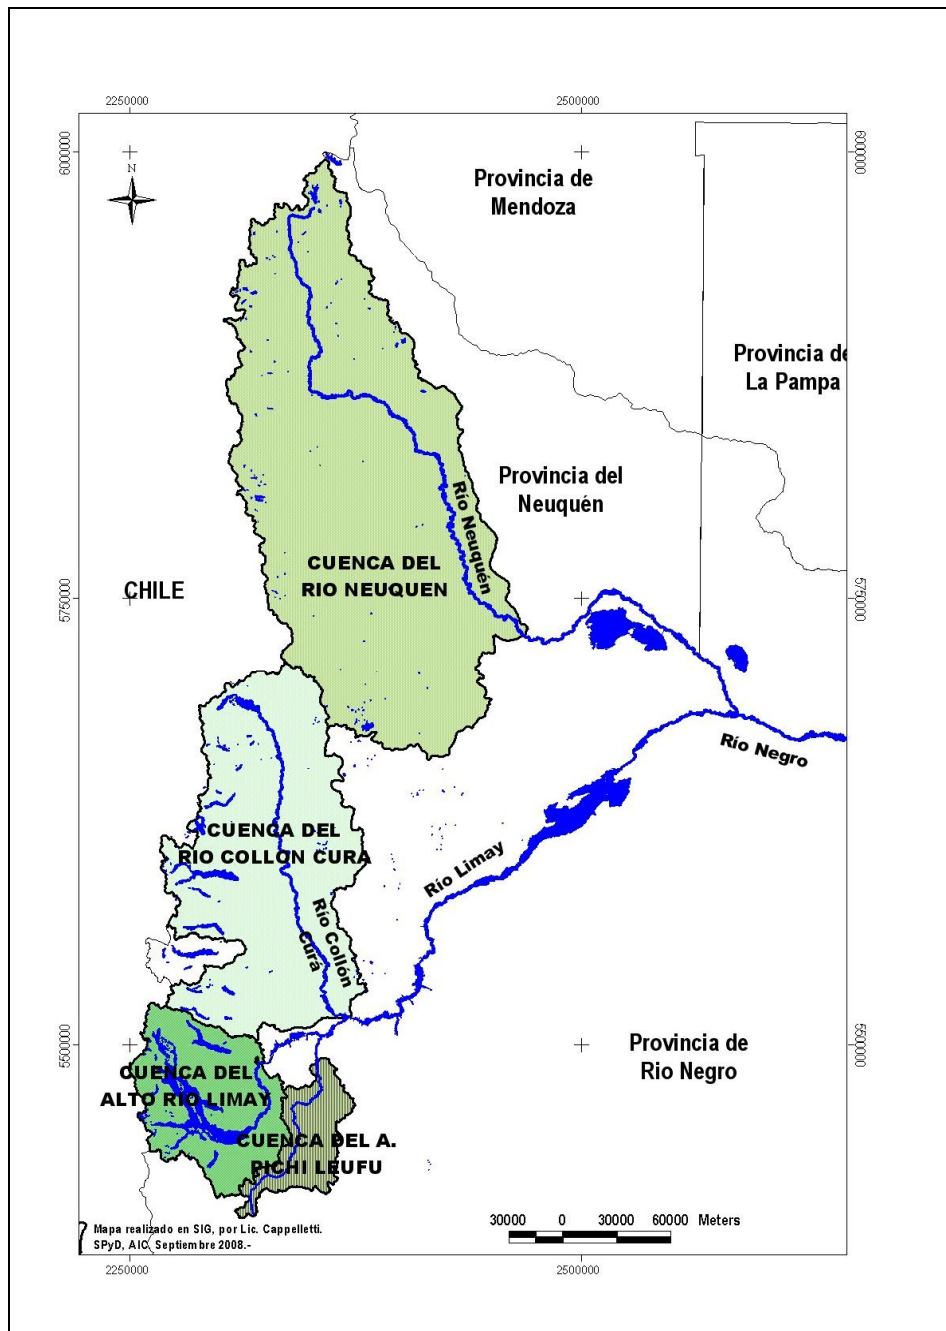 2250000
2500000
6000000
6000000
N
Provincia de
Mendoza
Provincia de
La Pampa
Provincia del
Neuquén
Río Neuquén
CUENCA DEL
RIO NEUQUEN
CHILE
5750000
5750000
Río Negro
CUENCA DEL
RIO COLLON CURA
Río Limay
Río Collón
Curá
5500000
5500000
Provincia de
Rio Negro
CUENCA DEL
ALTO RIO LIMAY
CUENCA DEL A.
PICHI LEUFU
30000 0 30000 60000 Meters
Mapa realizado en SIG, por Lic. Cappelletti.
SPyD, AIC. Septiembre 2008.-
2250000
2500000